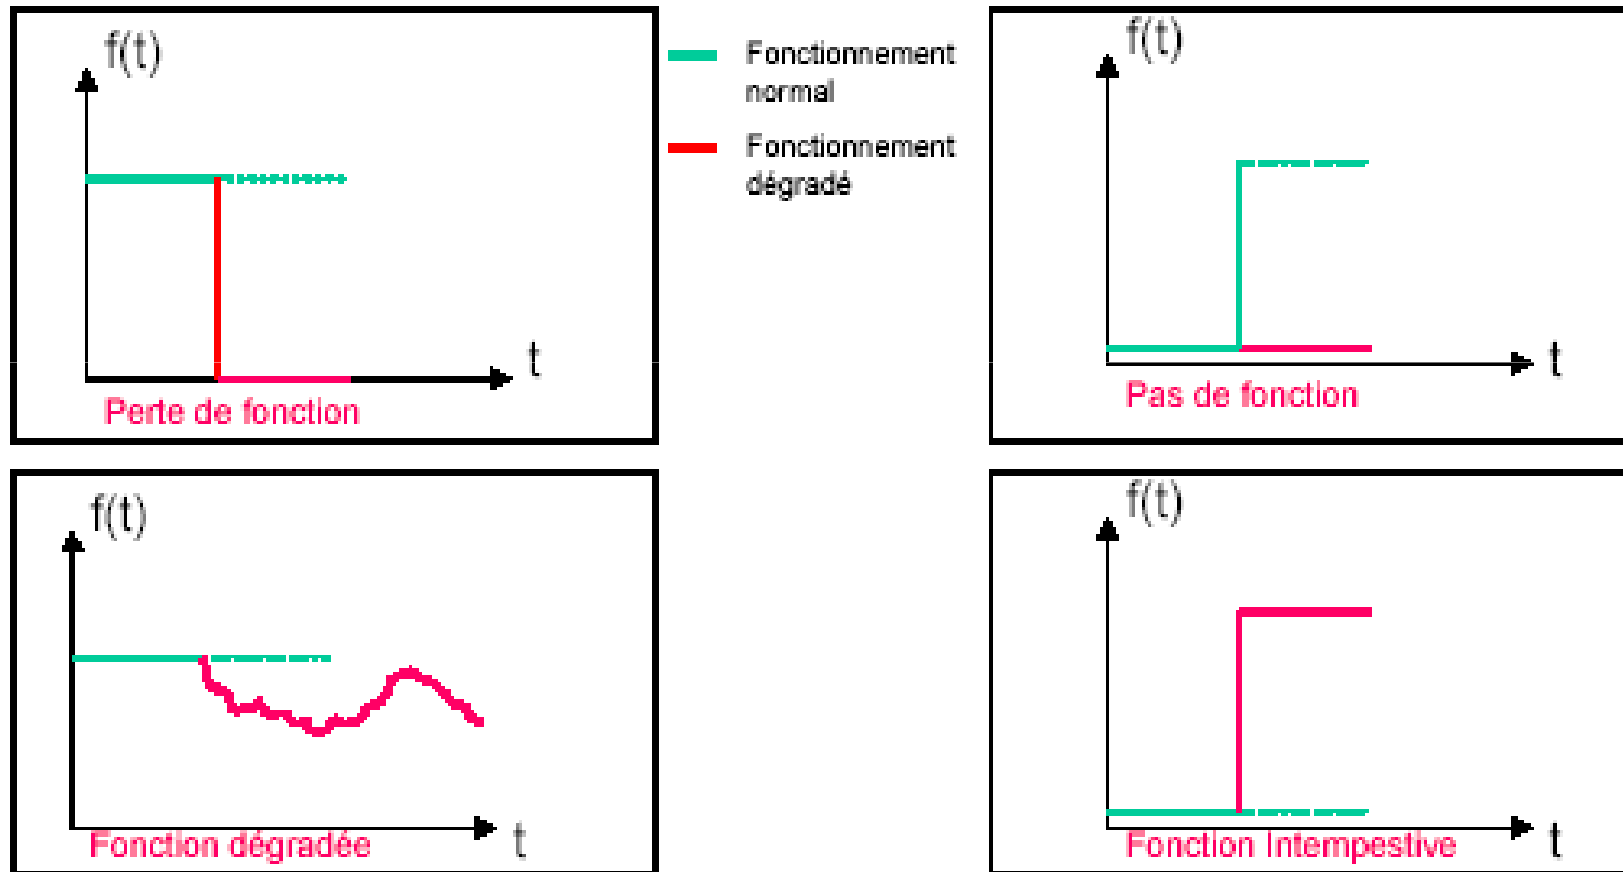 f(t)
t
Perte de fonction
Fonctionnement
normal
Fonctionnement
dégradé
f(t)
t
Pas de fonction
f(t)
t
Fonction dégradée
f(t)
t
Fonction Intempestive